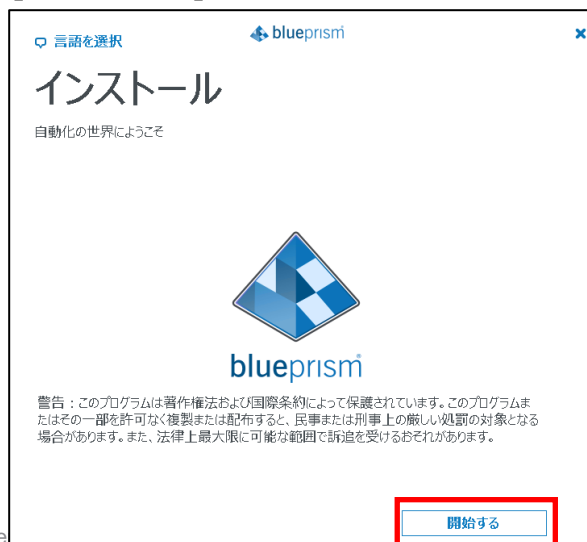 言語を選択
blueprism
インストール
自動化の世界にようこそ
blueprism
警告：このプログラムは著作権法および国際条約によって保護されています。このプログラムま
たはその一部を許可なく複製または配布すると、民事または刑事上の厳しい処罰の対象となる
場合があります。また、法律上最大限に可能な範囲で訴追を受けるおそれがあります。
開始する